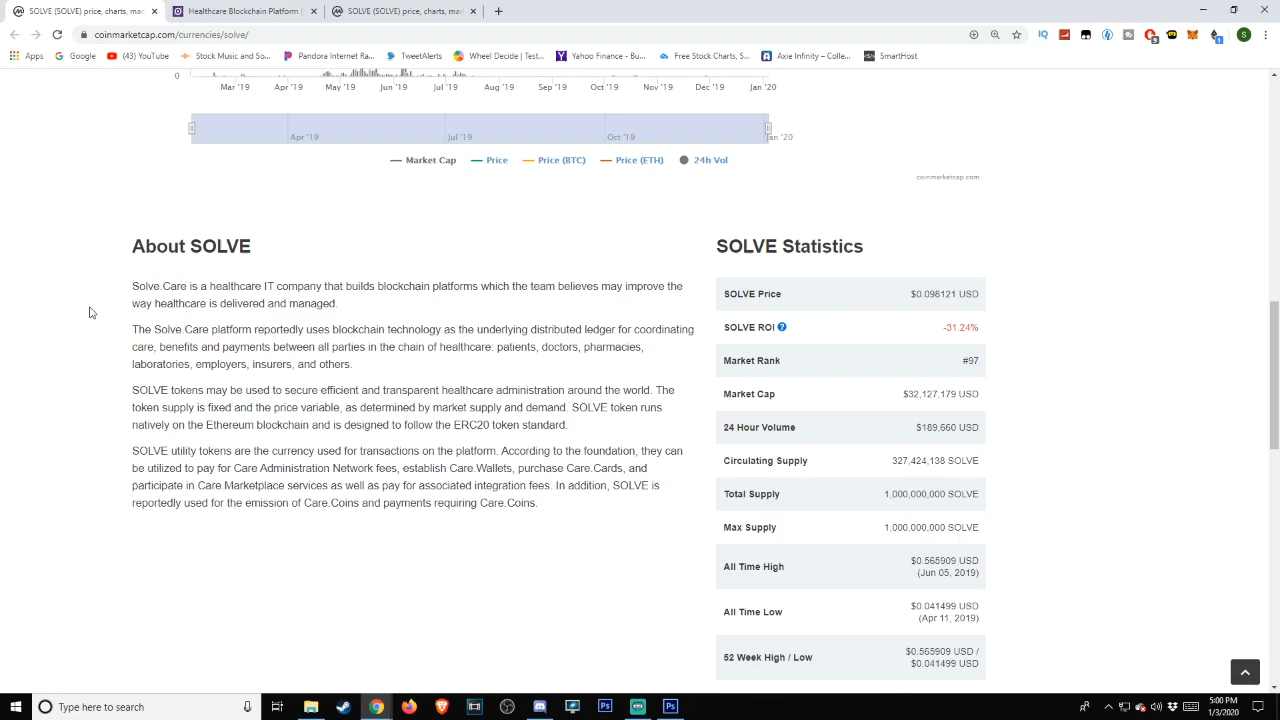 SOLVE (SOLVE) price, charts, mar
Healthcare Blockchain Platform |
SOLVE (SOLVE) price, charts, mar
coinmarketcap.com/currencies/solve/
Apps
Google
(43) YouTube
Stock Music and So...
Pandora Internet Ra...
TweetAlerts
Wheel Decide | Test...
Yahoo Finance - Bu...
Free Stock Charts, S...
Axie Infinity – Colle...
SmartHost
0
Mar '19
Apr '19
May '19
Jun '19
Jul '19
Aug '19
Sep '19
Oct '19
Nov '19
Dec '19
Jan '20
Apr '19
Jul '19
Oct '19
Jan '20
Market Cap
Price
Price (BTC)
Price (ETH)
24h Vol
coinmarketcap.com
About SOLVE
Solve.Care is a healthcare IT company that builds blockchain platforms which the team believes may improve the
way healthcare is delivered and managed.
The Solve.Care platform reportedly uses blockchain technology as the underlying distributed ledger for coordinating
care, benefits and payments between all parties in the chain of healthcare: patients, doctors, pharmacies,
laboratories, employers, insurers, and others.
SOLVE tokens may be used to secure efficient and transparent healthcare administration around the world. The
token supply is fixed and the price variable, as determined by market supply and demand. SOLVE token runs
natively on the Ethereum blockchain and is designed to follow the ERC20 token standard.
SOLVE utility tokens are the currency used for transactions on the platform. According to the foundation, they can
be utilized to pay for Care Administration Network fees, establish Care.Wallets, purchase Care.Cards, and
participate in Care.Marketplace services as well as pay for associated integration fees. In addition, SOLVE is
reportedly used for the emission of Care.Coins and payments requiring Care.Coins.
SOLVE Statistics
SOLVE Price $0.098121 USD
SOLVE ROI -31.24%
Market Rank #97
Market Cap $32,127,179 USD
24 Hour Volume $189,660 USD
Circulating Supply 327,424,138 SOLVE
Total Supply 1,000,000,000 SOLVE
Max Supply 1,000,000,000 SOLVE
All Time High $0.565909 USD
(Jun 05, 2019)
All Time Low $0.041499 USD
(Apr 11, 2019)
52 Week High / Low $0.565909 USD /
$0.041499 USD
Type here to search
5:00 PM
1/3/2020